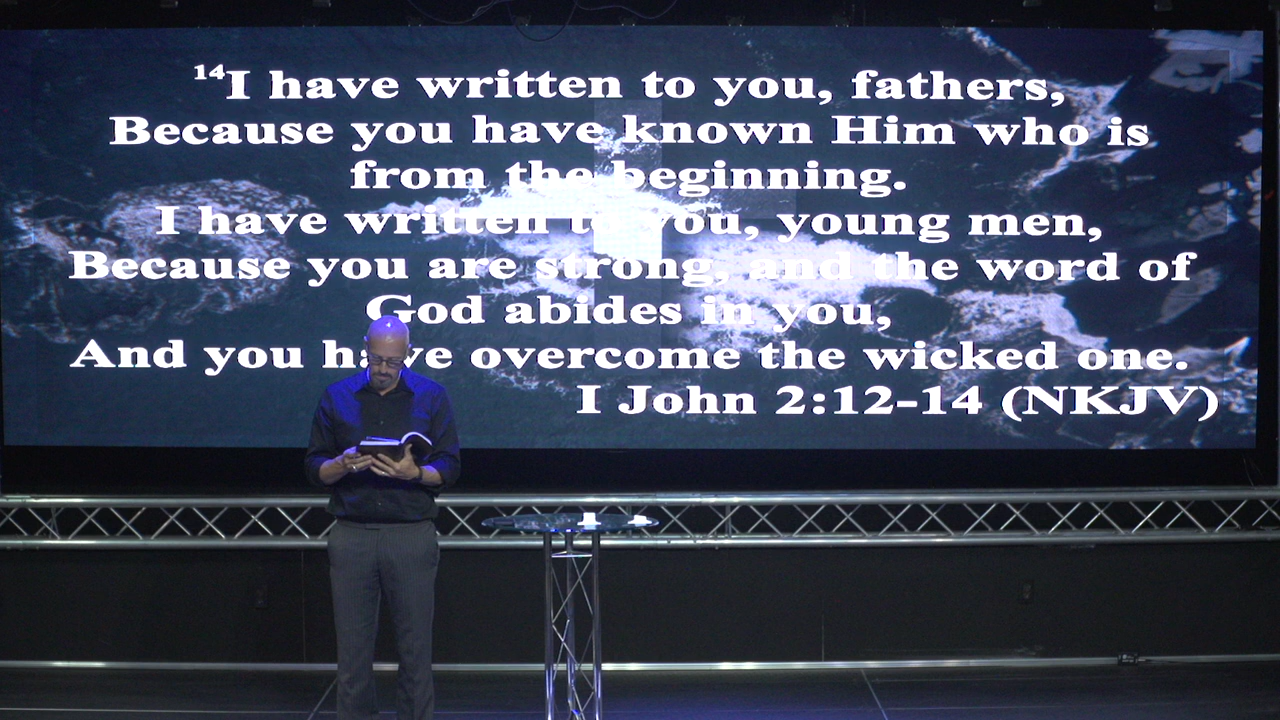 ¹⁴I have written to you, fathers,
Because you have known Him who is
from the beginning.
I have written to you, young men,
Because you are strong, and the word of
God abides in you,
And you have overcome the wicked one.
I John 2:12-14 (NKJV)